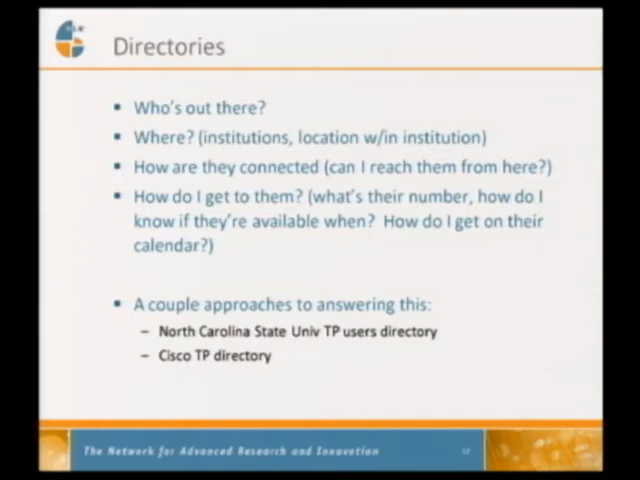 Directories
Who's out there?
Where? (institutions, location w/in institution)
How are they connected (can I reach them from here?)
How do I get to them? (what's their number, how do I
know if they're available when? How do I get on their
calendar?)
A couple approaches to answering this:
– North Carolina State Univ TP users directory
– Cisco TP directory
The Network for Advanced Research and Innovation
12